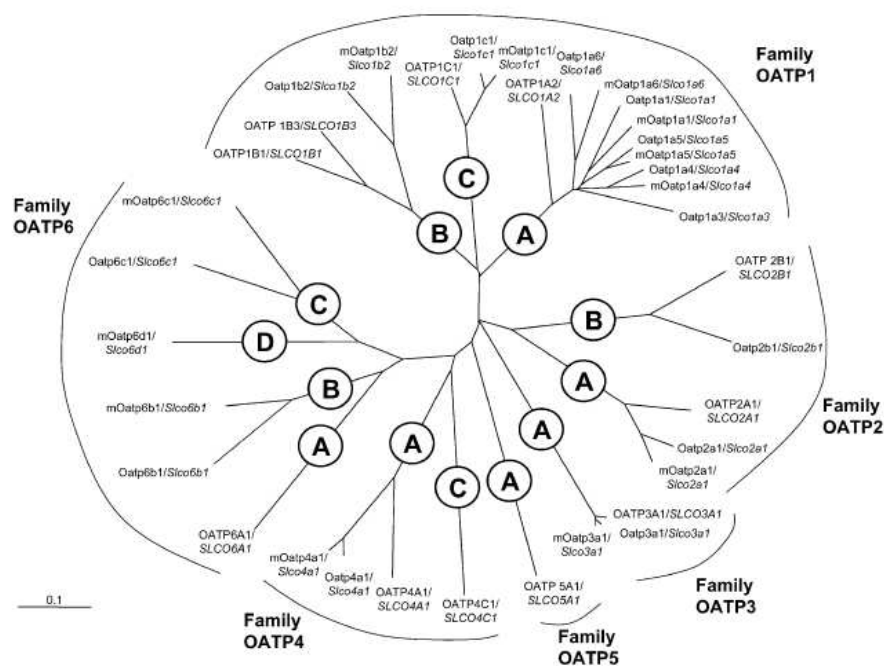 Family
OATP1
Oatp1c1/
Slco1c1
mOatp1c1/
Slco1c1
mOatp1b2/
Slco1b2
OATP1C1/
SLCO1C1
Oatp1a6/
Slco1a6
OATP1A2/
SLCO1A2
Oatp1b2/Slco1b2
mOatp1a6/Slco1a6
Oatp1a1/Slco1a1
mOatp1a1/Slco1a1
OATP 1B3/SLCO1B3
Oatp1a5/Slco1a5
OATP1B1/SLCO1B1
mOatp1a5/Slco1a5
Oatp1a4/Slco1a4
mOatp1a4/Slco1a4
Oatp1a3/Slco1a3
C
B
A
Family
OATP6
mOatp6c1/Slco6c1
Oatp6c1/Slco6c1
mOatp6d1/
Slco6d1
mOatp6b1/Slco6b1
Oatp6b1/Slco6b1
OATP6A1/
SLCO6A1
C
D
B
A
OATP 2B1/
SLCO2B1
Oatp2b1/Slco2b1
B
A
OATP2A1/
SLCO2A1
Oatp2a1/Slco2a1
mOatp2a1/
Slco2a1
Family
OATP2
A
OATP3A1/SLCO3A1
mOatp3a1/
Slco3a1
Oatp3a1/Slco3a1
Family
OATP3
A
OATP 5A1/
SLCO5A1
Family
OATP5
A
C
mOatp4a1/
Slco4a1
Oatp4a1/
Slco4a1
OATP4A1/
SLCO4A1
OATP4C1/
SLCO4C1
Family
OATP4
0.1